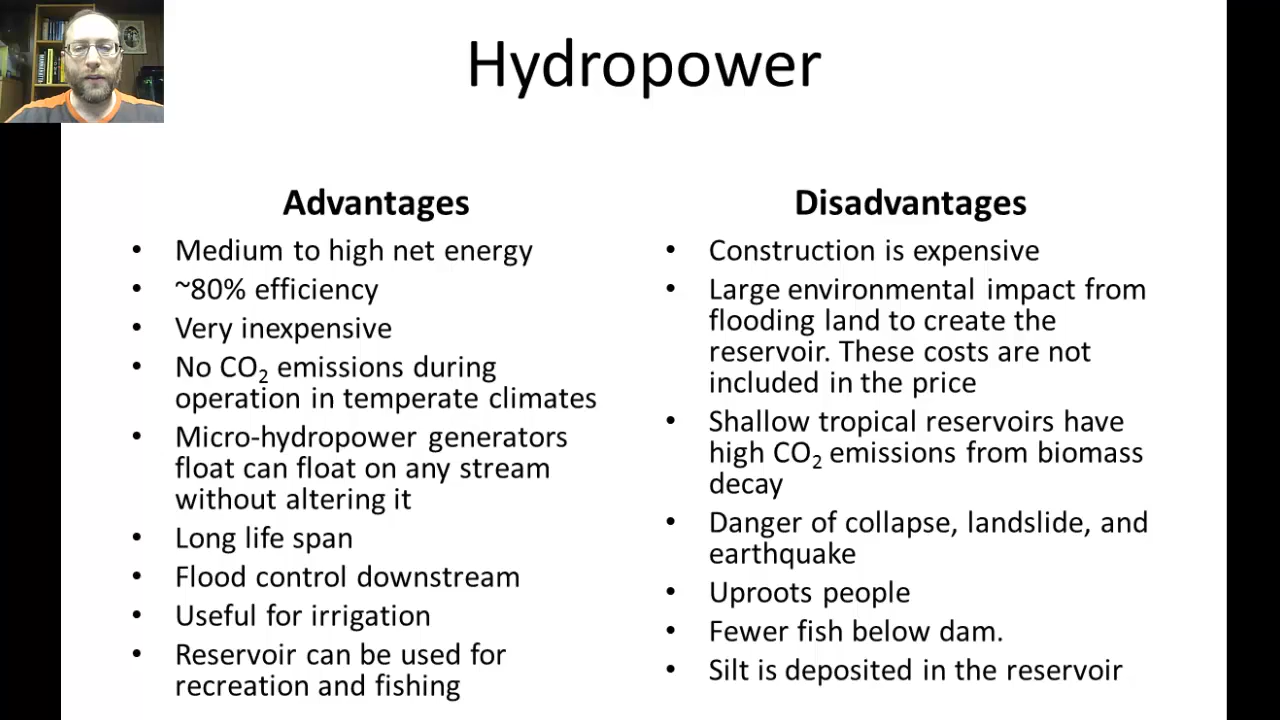 Hydropower
Advantages
• Medium to high net energy
• ~80% efficiency
• Very inexpensive
• No CO₂ emissions during
operation in temperate climates
• Micro-hydropower generators
float can float on any stream
without altering it
• Long life span
• Flood control downstream
• Useful for irrigation
• Reservoir can be used for
recreation and fishing
Disadvantages
• Construction is expensive
• Large environmental impact from
flooding land to create the
reservoir. These costs are not
included in the price
• Shallow tropical reservoirs have
high CO₂ emissions from biomass
decay
• Danger of collapse, landslide, and
earthquake
• Uproots people
• Fewer fish below dam.
• Silt is deposited in the reservoir